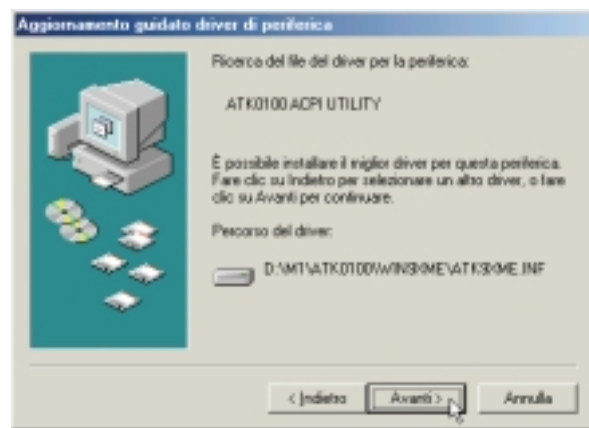 Aggiornamento guidato driver di periferica
Ricerca del file del driver per la periferica:
ATK0100 ACPI UTILITY
È possibile installare il miglior driver per questa periferica.
Fare clic su Indietro per selezionare un altro driver, o fare
clic su Avanti per continuare.
Percorso del driver:
D:\M1\ATK0100\WIN9XME\ATK9XME.INF
< Indietro
Avanti >
Annulla